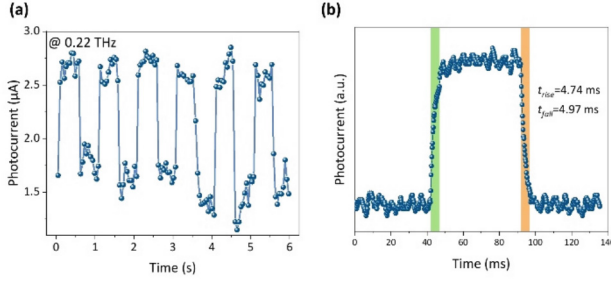 (a)
@ 0.22 THz
3.0
2.5
2.0
1.5
Photocurrent (µA)
0
1
2
3
4
5
6
Time (s)
(b)
t_rise=4.74 ms
t_fall=4.97 ms
Photocurrent (a.u.)
0
20
40
60
80
100
120
140
Time (ms)